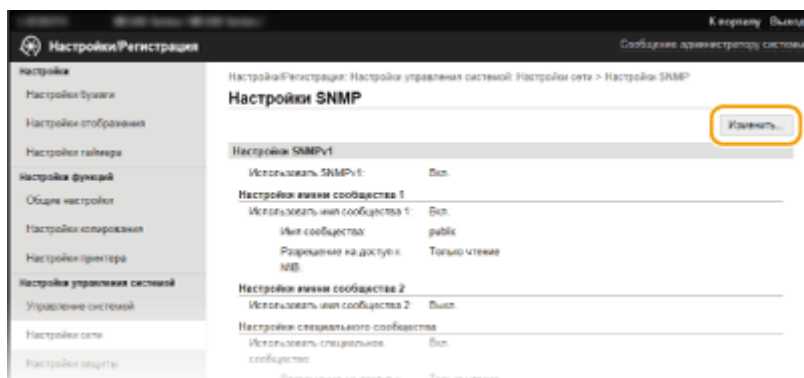 К порталу Выход
Настройки/Регистрация
Сообщение администратору системы
Настройки
Настройки бумаги
Настройки отображения
Настройки таймера
Настройки функций
Общие настройки
Настройки копирования
Настройки принтера
Настройки управления системой
Управление системой
Настройки сети
Настройки защиты
Настройки/Регистрация: Настройки управления системой: Настройки сети > Настройки SNMP
Настройки SNMP
Изменить...
Настройки SNMPv1
Использовать SNMPv1: Вкл.
Настройки имени сообщества 1
Использовать имя сообщества 1: Вкл.
Имя сообщества: public
Разрешение на доступ к Только чтение
MIB:
Настройки имени сообщества 2
Использовать имя сообщества 2: Выкл.
Настройки специального сообщества
Использовать специальное Вкл.
сообщество: